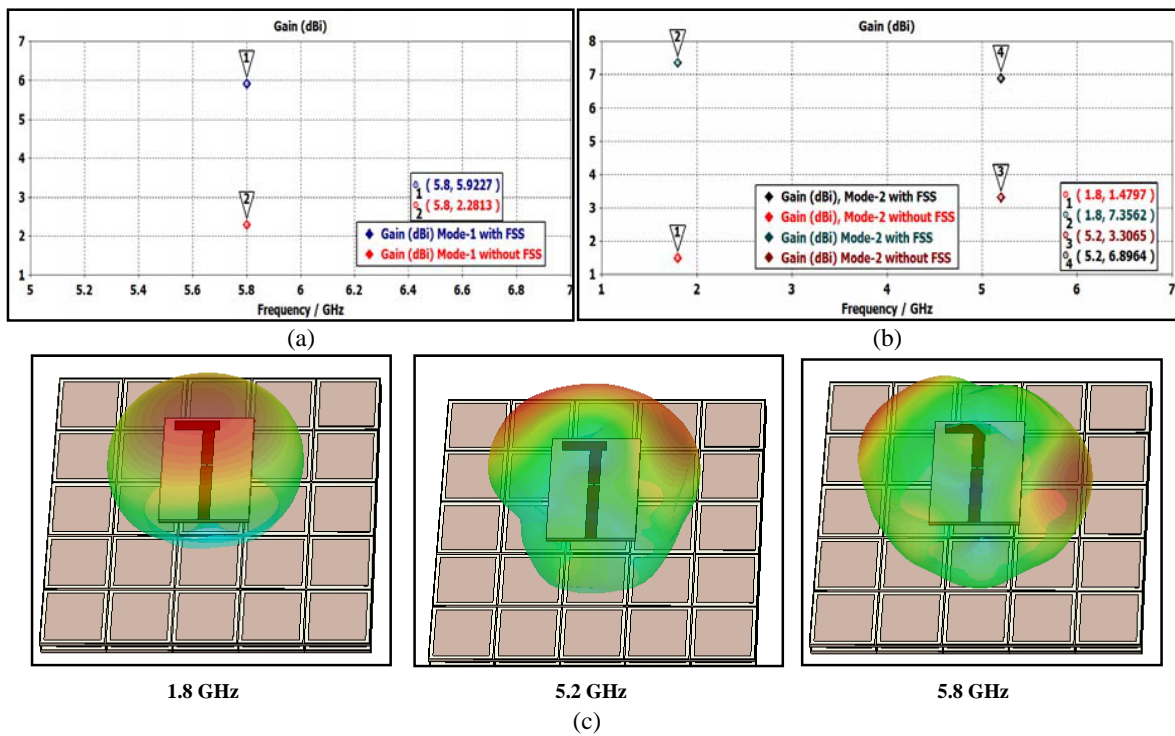 Gain (dBi)
7
6
5
4
3
2
1
1
2
1 ( 5.8, 5.9227 )
2 ( 5.8, 2.2813 )
Gain (dBi) Mode-1 with FSS
Gain (dBi) Mode-1 without FSS
5 5.2 5.4 5.6 5.8 6 6.2 6.4 6.6 6.8 7
Frequency / GHz
(a)
Gain (dBi)
8
7
6
5
4
3
2
1
2
4
3
1
Gain (dBi), Mode-2 with FSS
Gain (dBi), Mode-2 without FSS
Gain (dBi) Mode-2 with FSS
Gain (dBi) Mode-2 without FSS
1 ( 1.8, 1.4797 )
2 ( 1.8, 7.3562 )
3 ( 5.2, 3.3065 )
4 ( 5.2, 6.8964 )
1 2 3 4 5 6 7
Frequency / GHz
(b)
1.8 GHz
5.2 GHz
5.8 GHz
(c)